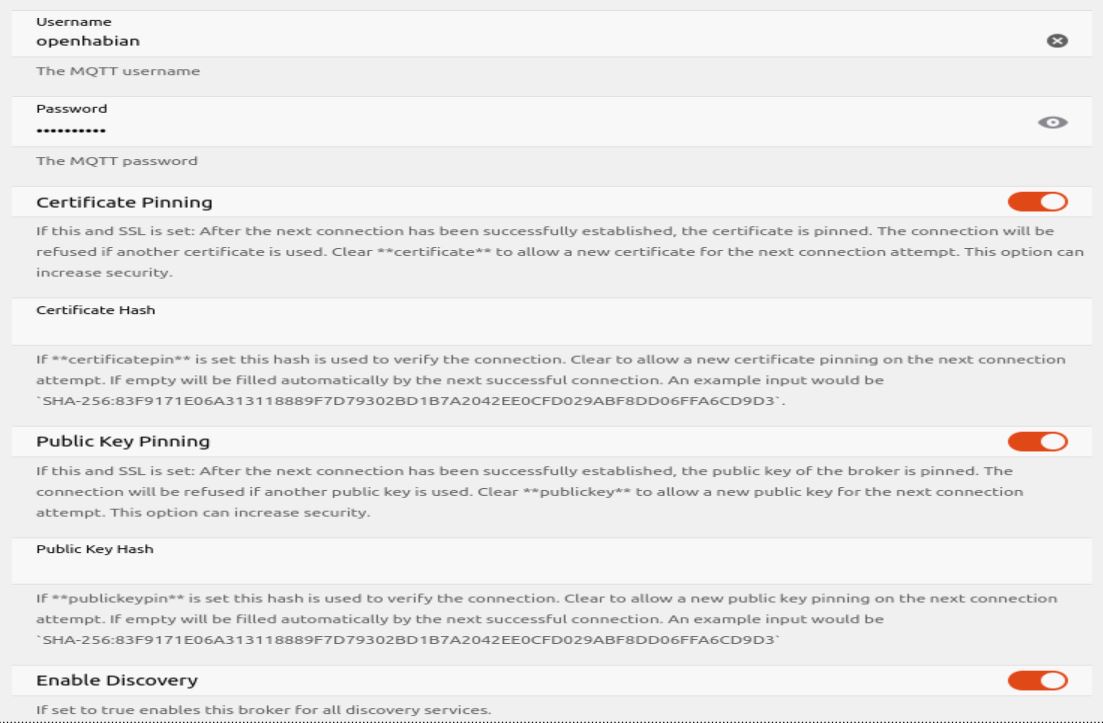 Username
openhabian
The MQTT username
Password
••••••••••
The MQTT password
Certificate Pinning
If this and SSL is set: After the next connection has been successfully established, the certificate is pinned. The connection will be
refused if another certificate is used. Clear **certificate** to allow a new certificate for the next connection attempt. This option can
increase security.
Certificate Hash
If **certificatepin** is set this hash is used to verify the connection. Clear to allow a new certificate pinning on the next connection
attempt. If empty will be filled automatically by the next successful connection. An example input would be
`SHA-256:83F9171E06A313118889F7D79302BD1B7A2042EE0CFD029ABF8DD06FFA6CD9D3`.
Public Key Pinning
If this and SSL is set: After the next connection has been successfully established, the public key of the broker is pinned. The
connection will be refused if another public key is used. Clear **publickey** to allow a new public key for the next connection
attempt. This option can increase security.
Public Key Hash
If **publickeypin** is set this hash is used to verify the connection. Clear to allow a new public key pinning on the next connection
attempt. If empty will be filled automatically by the next successful connection. An example input would be
`SHA-256:83F9171E06A313118889F7D79302BD1B7A2042EE0CFD029ABF8DD06FFA6CD9D3`
Enable Discovery
If set to true enables this broker for all discovery services.